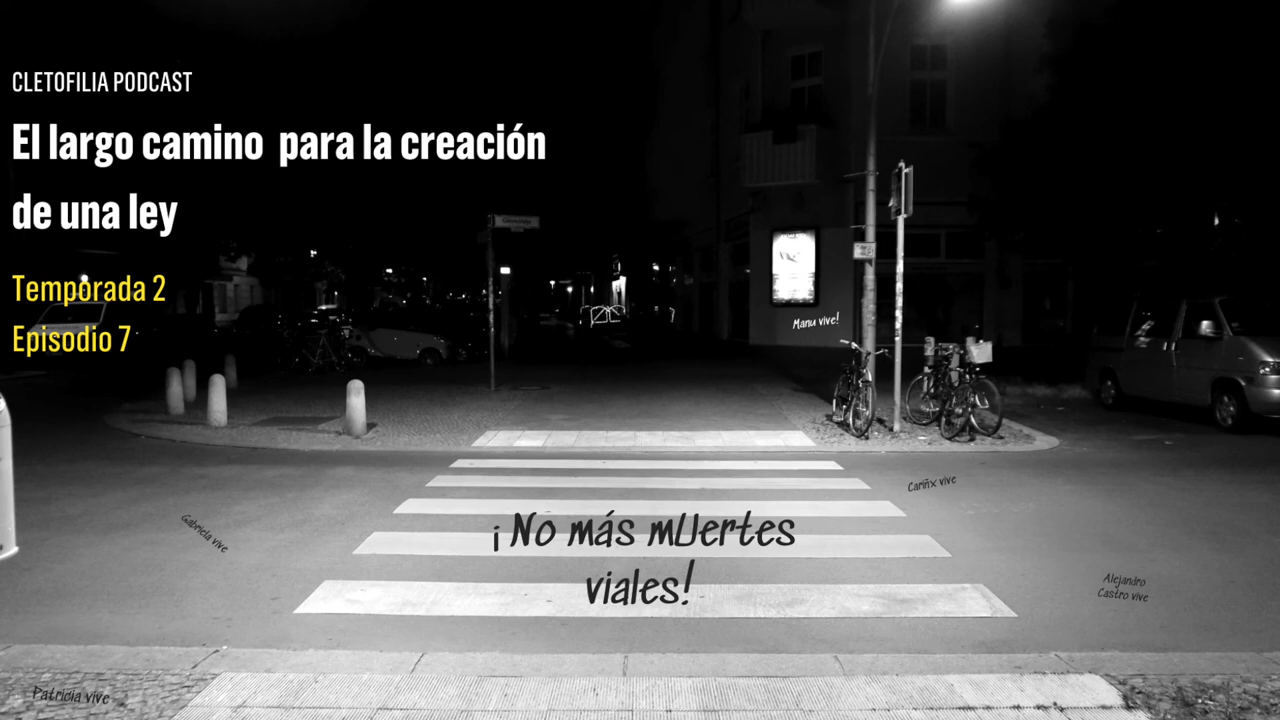 CLETOFILIA PODCAST
El largo camino para la creación
de una ley
Temporada 2
Episodio 7
Manu vive!
Cariñx vive
¡No más mUertes
viales!
Gabriela vive
Alejandro
Castro vive
Patricia vive